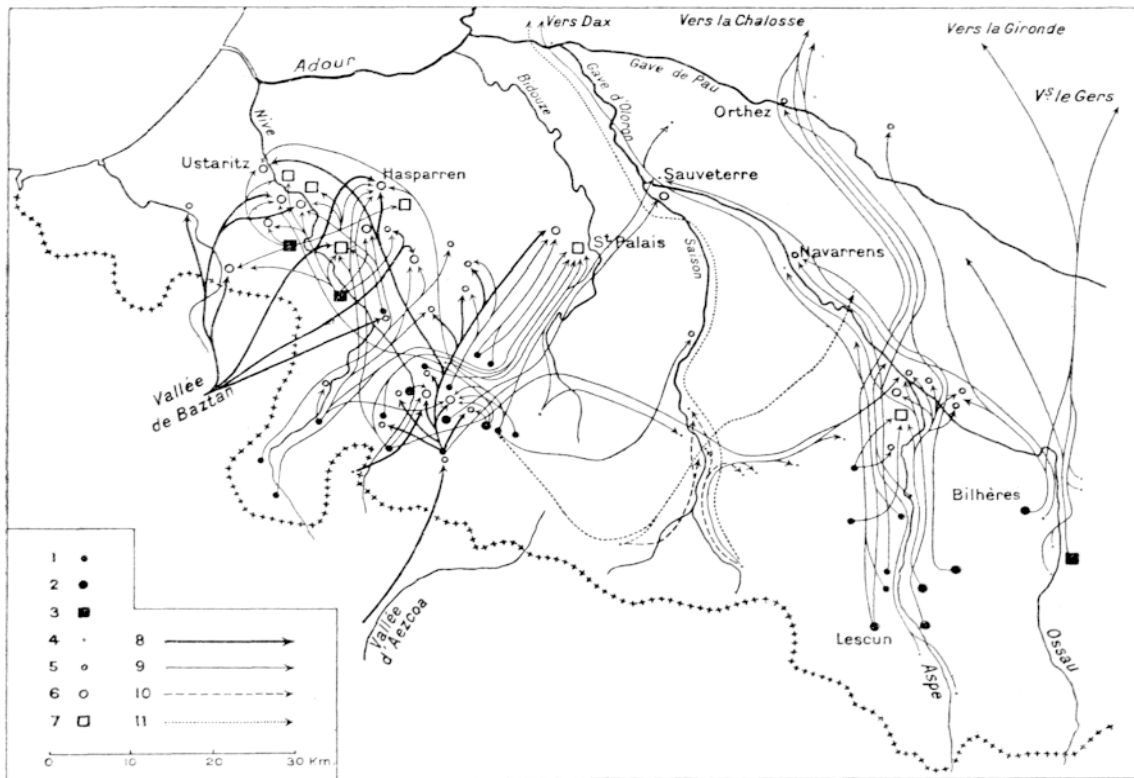 Vers Dax
Vers la Chalosse
Vers la Gironde
Vs le Gers
Adour
Gave de Pau
Gave d'Oloron
Bidouze
Orthez
Nive
Ustaritz
Hasparren
Sauveterre
St-Palais
Saison
Navarrens
Vallée
de Baztan
Bilhères
Vallée
d'Aezcoa
Lescun
Aspe
Ossau
1
2
3
4
5
6
7
8
9
10
11
0 10 20 30 Km.